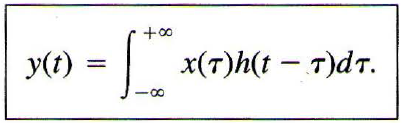 y(t) = ∫_{-∞}^{+∞} x(τ)h(t − τ)dτ.